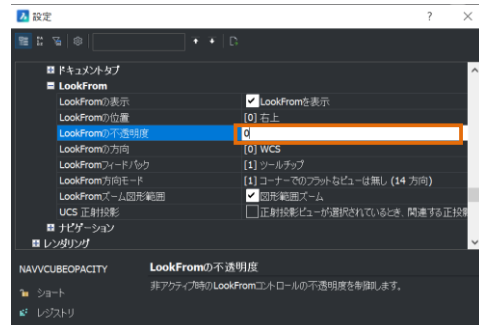 設定
ドキュメントタブ
LookFrom
LookFromの表示 LookFromを表示
LookFromの位置 [0] 右上
LookFromの不透明度 0
LookFromの方向 [0] WCS
LookFromフィードバック [1] ツールチップ
LookFrom方向モード [1] コーナーでのフラットなビューは無し (14 方向)
LookFromズーム図形範囲 図形範囲ズーム
UCS 正射投影 正射投影ビューが選択されているとき、関連する正投影
ナビゲーション
レンダリング
NAVVCUBEOPACITY LookFromの不透明度
ショート 非アクティブ時のLookFromコントロールの不透明度を制御します。
レジストリ